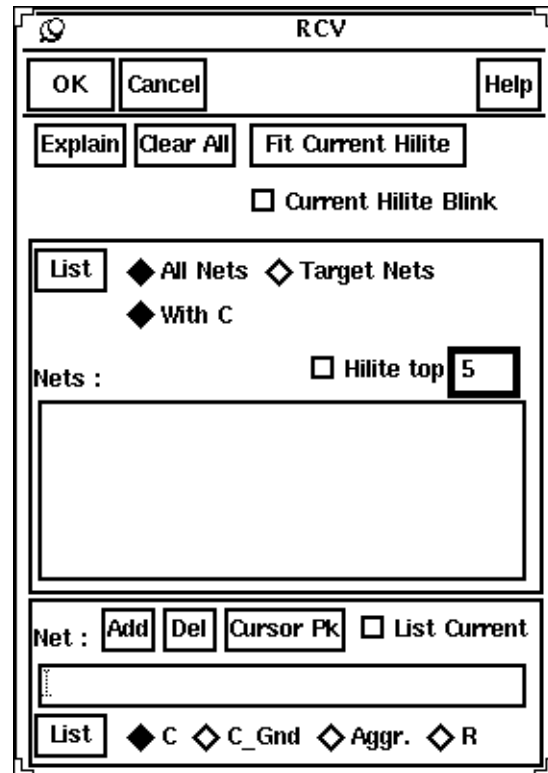 RCV
OK Cancel Help
Explain Clear All Fit Current Hilite
Current Hilite Blink
List All Nets Target Nets
With C
Hilite top 5
Nets :
Net : Add Del Cursor Pk List Current
List C C_Gnd Aggr. R